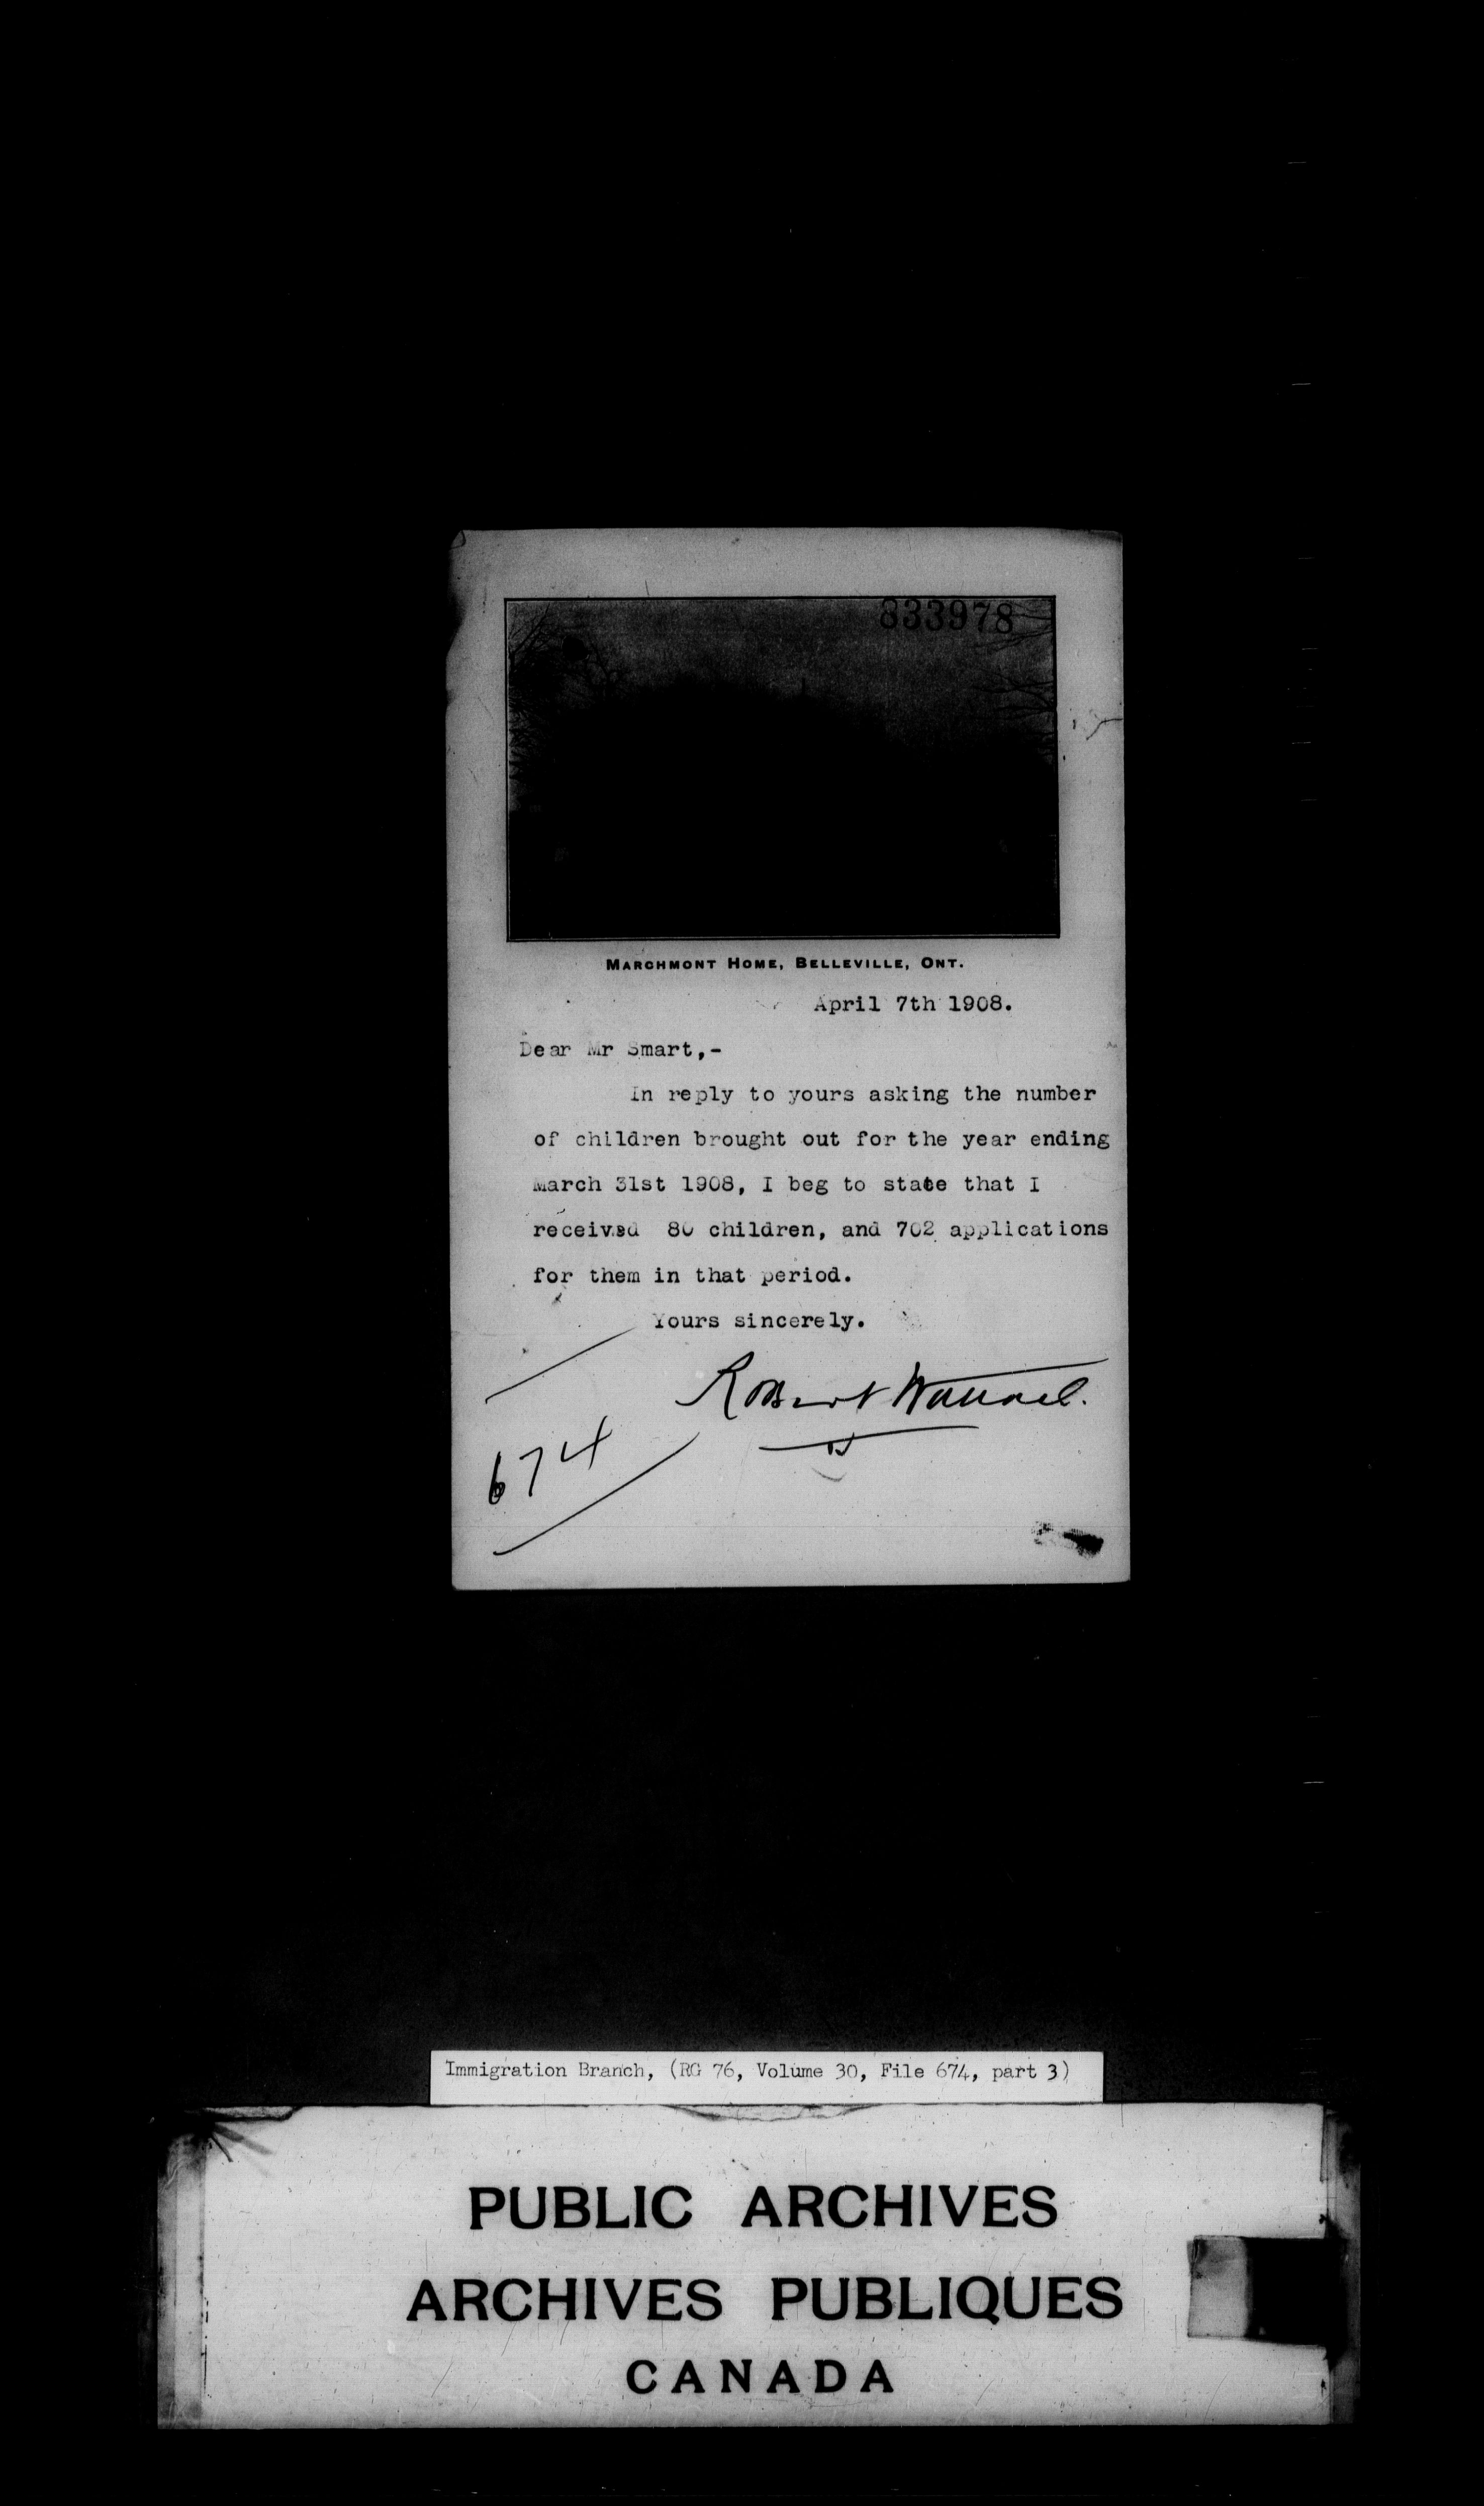 833978
MARCHMONT HOME, BELLEVILLE, ONT.
April 7th 1908.
Dear Mr Smart,-
In reply to yours asking the number
of children brought out for the year ending
March 31st 1908, I beg to state that I
received 80 children, and 702 applications
for them in that period.
Yours sincerely.
Robert Wallace.
674
Immigration Branch, (RG 76, Volume 30, File 674, part 3)
PUBLIC ARCHIVES
ARCHIVES PUBLIQUES
CANADA